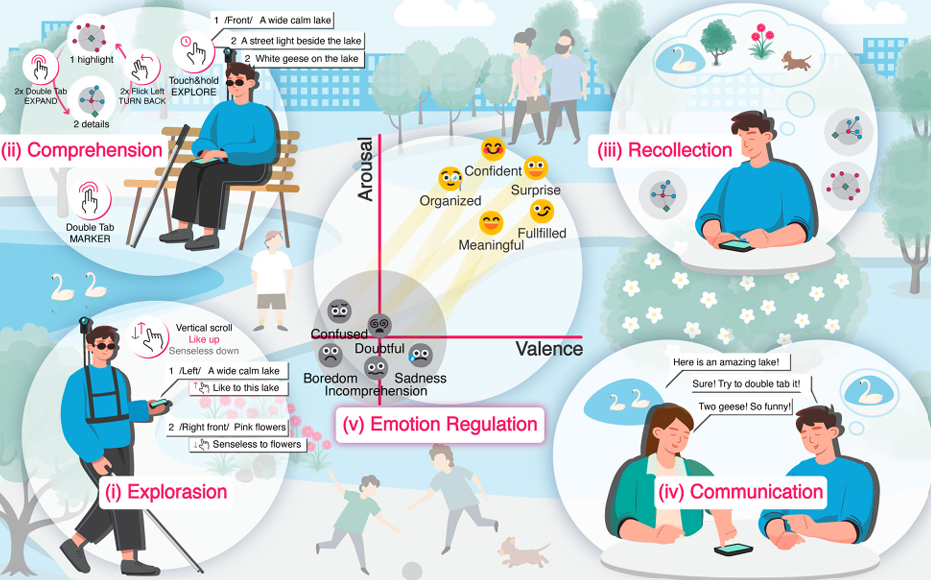 1 /Front/ A wide calm lake
2 A street light beside the lake
2 White geese on the lake
1 highlight
2x Double Tab
EXPAND
2x Flick Left
TURN BACK
Touch&hold
EXPLORE
2 details
(ii) Comprehension
Double Tab
MARKER
(iii) Recollection
Arousal
Confident
Surprise
Organized
Fullfilled
Meaningful
Confused
Doubtful
Valence
Boredom
Sadness
Incomprehension
(v) Emotion Regulation
Vertical scroll
Like up
Senseless down
1 /Left/ A wide calm lake
Like to this lake
2 /Right front/ Pink flowers
Senseless to flowers
(i) Explorasion
Here is an amazing lake!
Sure! Try to double tab it!
Two geese! So funny!
(iv) Communication